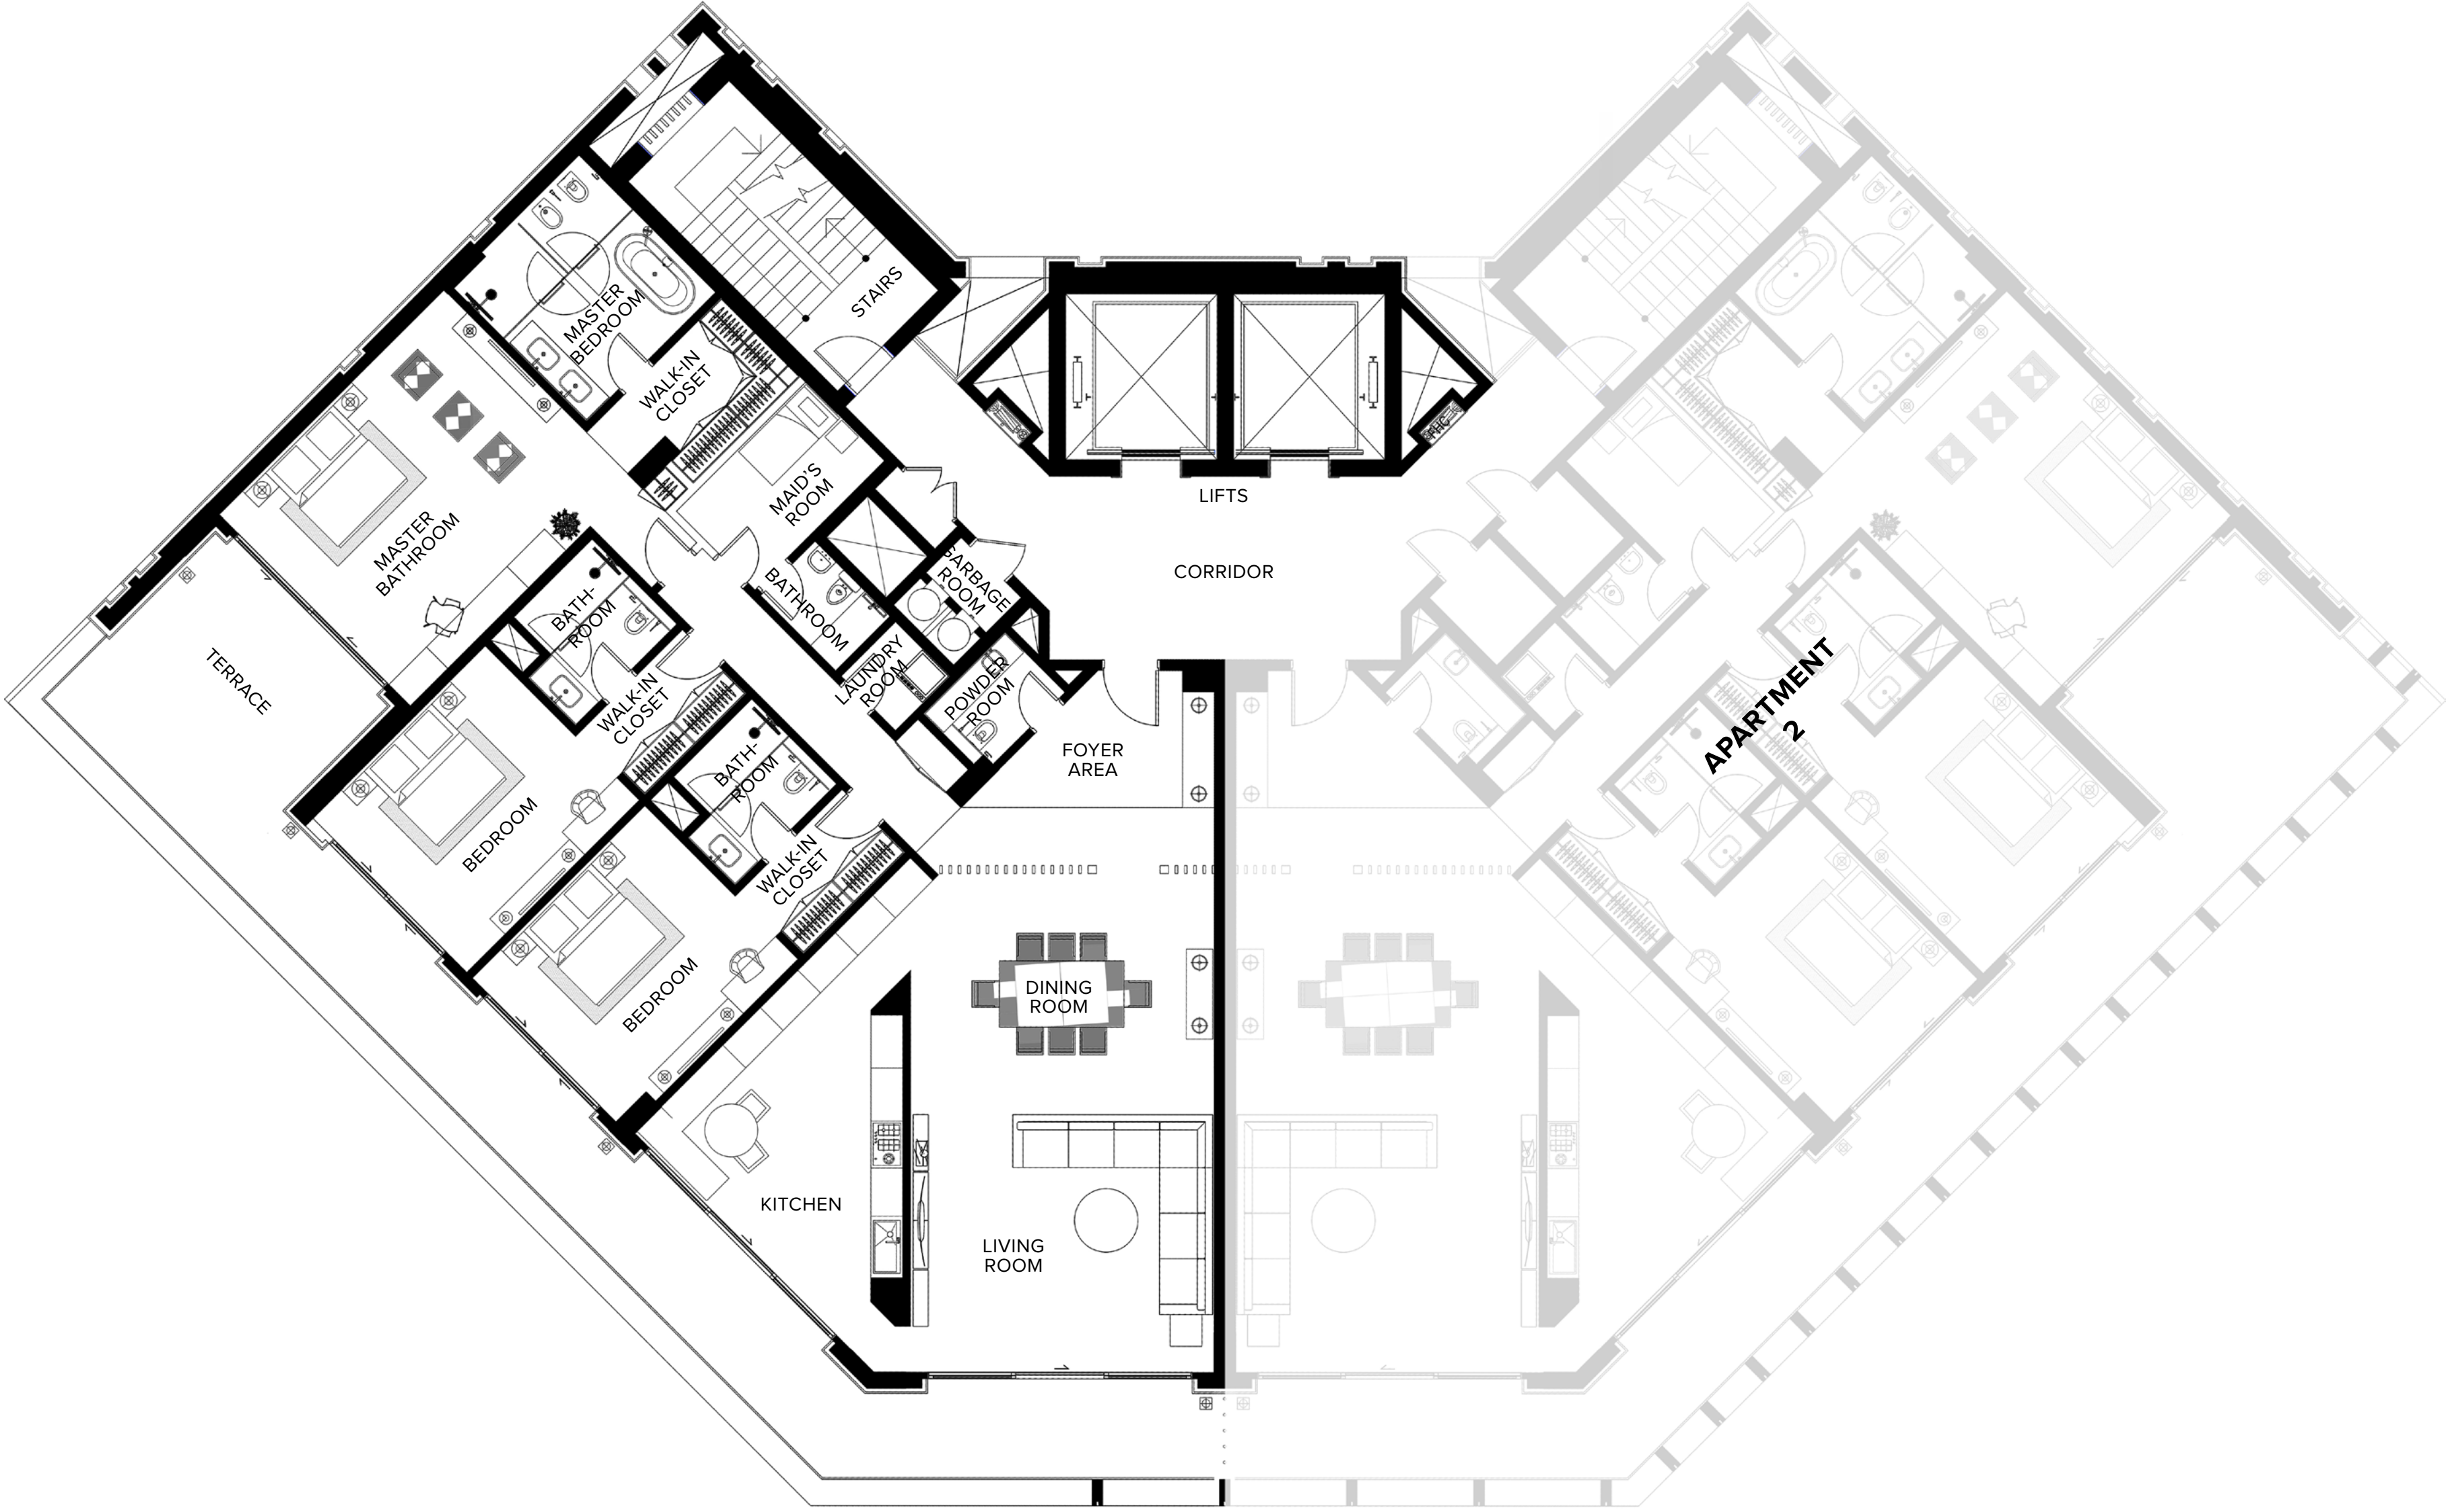 STAIRS
MASTER
BEDROOM
WALK-IN
CLOSET
LIFTS
MAID'S
ROOM
MASTER
BATHROOM
CORRIDOR
GARBAGE
ROOM
BATHROOM
BATH-
ROOM
LAUNDRY
ROOM
POWDER
ROOM
TERRACE
WALK-IN
CLOSET
APARTMENT
2
FOYER
AREA
BATH-
ROOM
BEDROOM
WALK-IN
CLOSET
BEDROOM
DINING
ROOM
KITCHEN
LIVING
ROOM